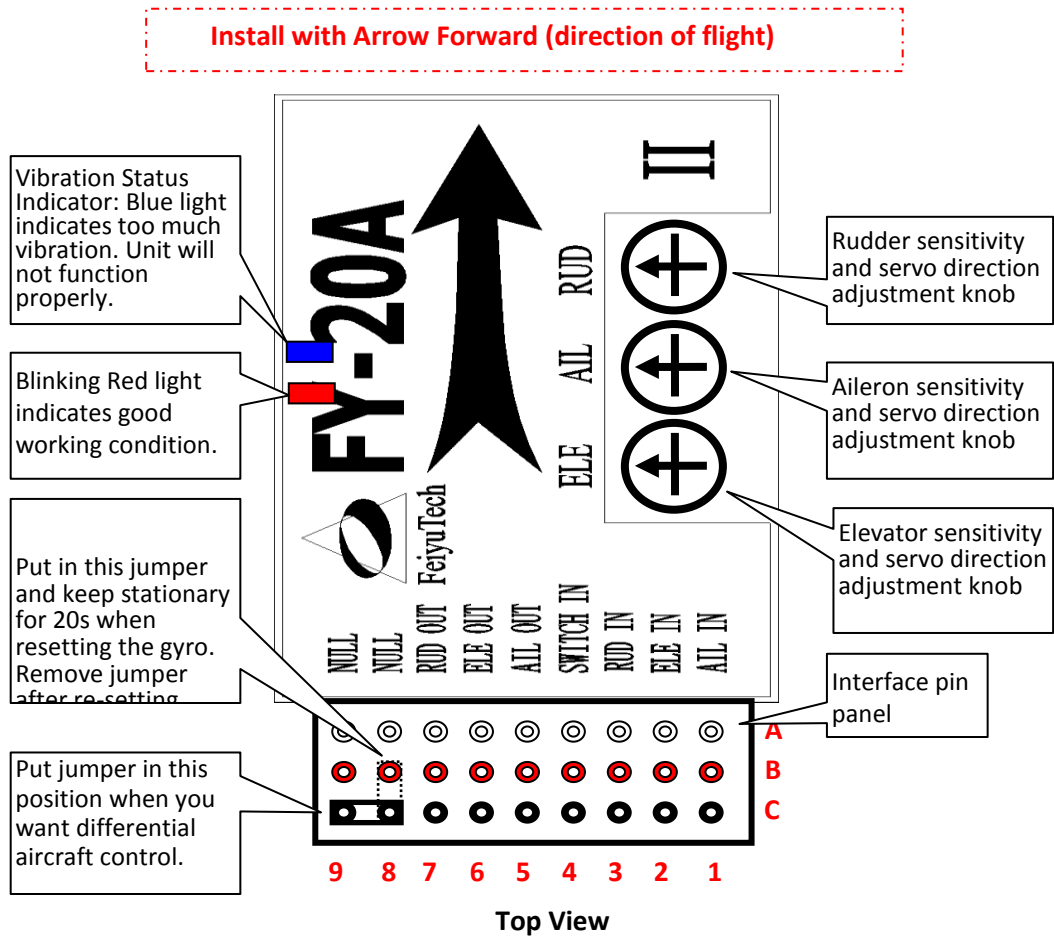 Install with Arrow Forward (direction of flight)
Vibration Status
Indicator: Blue light
indicates too much
vibration. Unit will
not function
properly.
Blinking Red light
indicates good
working condition.
Put in this jumper
and keep stationary
for 20s when
resetting the gyro.
Remove jumper
after re-setting
Put jumper in this
position when you
want differential
aircraft control.
FY-20A
FeiyuTech
II
RUD
AIL
ELE
Rudder sensitivity
and servo direction
adjustment knob
Aileron sensitivity
and servo direction
adjustment knob
Elevator sensitivity
and servo direction
adjustment knob
Interface pin
panel
NULL
NULL
RUD OUT
ELE OUT
AIL OUT
SWITCH IN
RUD IN
ELE IN
AIL IN
A
B
C
9 8 7 6 5 4 3 2 1
Top View